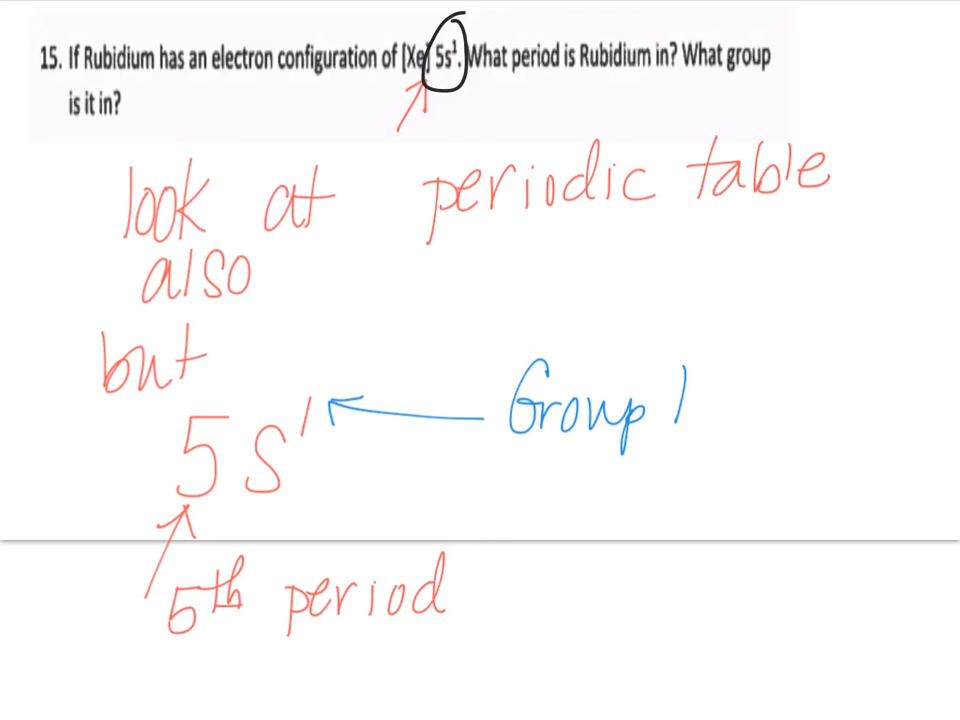 15. If Rubidium has an electron configuration of [Xe] 5s¹. What period is Rubidium in? What group
is it in?
look at periodic table
also
but
5s¹ Group 1
5th period